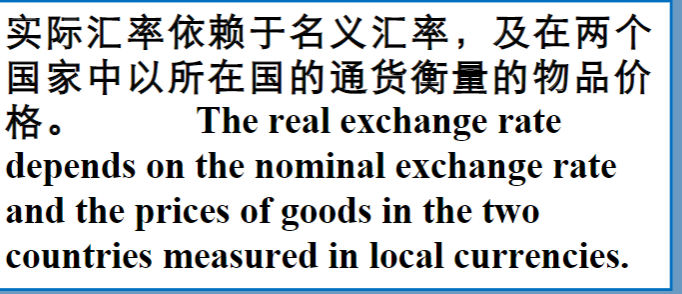 实际汇率依赖于名义汇率，及在两个
国家中以所在国的通货衡量的物品价
格。 The real exchange rate
depends on the nominal exchange rate
and the prices of goods in the two
countries measured in local currencies.